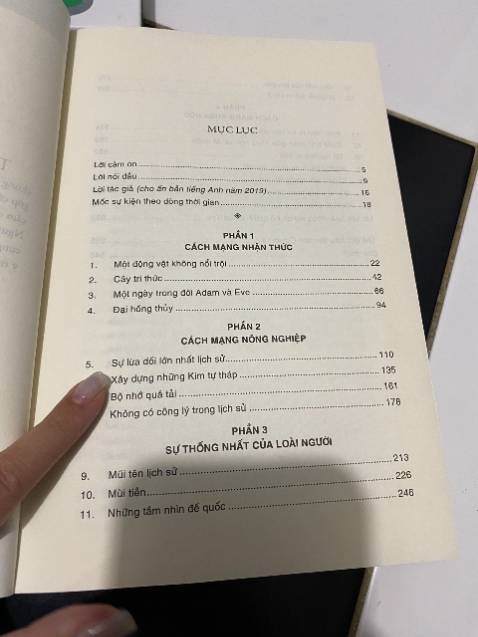 MỤC LỤC
Lời cảm ơn 5
Lời nói đầu 9
Lời tác giả (cho ấn bản tiếng Anh năm 2019) 16
Mốc sự kiện theo dòng thời gian 18
PHẦN 1
CÁCH MẠNG NHẬN THỨC
1. Một động vật không nổi trội 22
2. Cây tri thức 42
3. Một ngày trong đời Adam và Eve 66
4. Đại hồng thủy 94
PHẦN 2
CÁCH MẠNG NÔNG NGHIỆP
5. Sự lừa dối lớn nhất lịch sử 110
Xây dựng những Kim tự tháp 135
Bộ nhớ quá tải 161
Không có công lý trong lịch sử 178
PHẦN 3
SỰ THỐNG NHẤT CỦA LOÀI NGƯỜI
9. Mũi tên lịch sử 213
10. Mùi tiền 226
11. Những tầm nhìn đế quốc 246